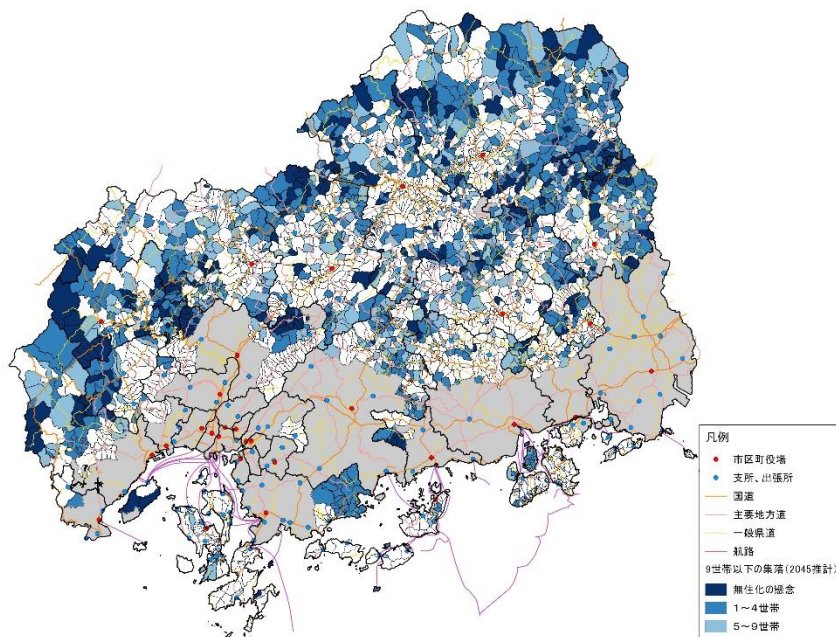 凡例
市区町役場
支所、出張所
国道
主要地方道
一般県道
航路
9世帯以下の集落(2045推計)
無住化の懸念
1~4世帯
5~9世帯